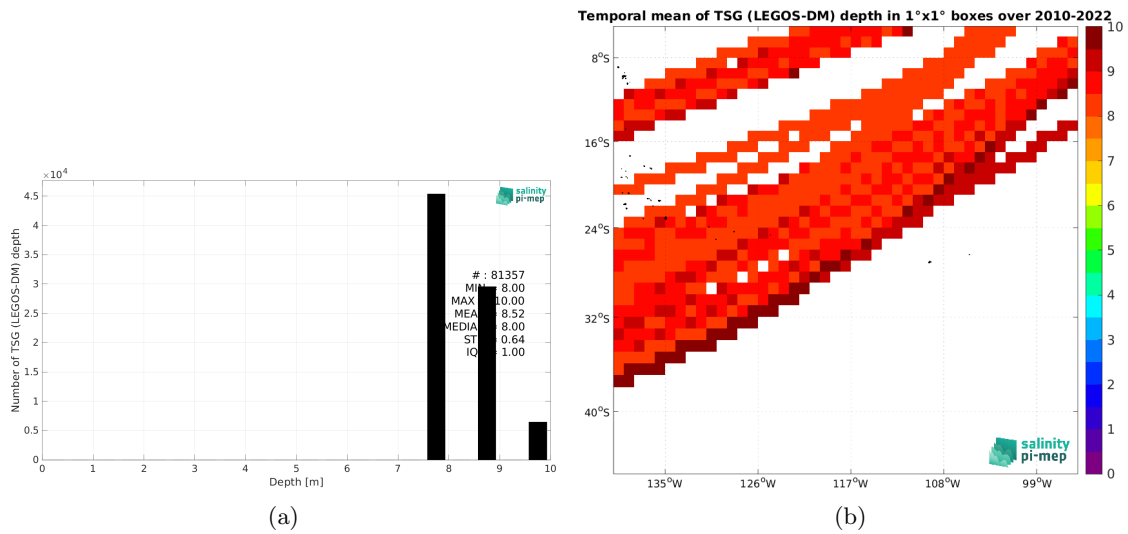 Temporal mean of TSG (LEGOS-DM) depth in 1°x1° boxes over 2010-2022
×10⁴
4.5
4
3.5
3
2.5
2
1.5
1
0.5
0
Number of TSG (LEGOS-DM) depth
salinity
pi-mep
# : 81357
8.00
MAX 10.00
8.52
8.00
0.64
1.00
0 1 2 3 4 5 6 7 8 9 10
Depth [m]
(a)
8°S
16°S
24°S
32°S
40°S
135°W 126°W 117°W 108°W 99°W
salinity
pi-mep
10
9
8
7
6
5
4
3
2
1
0
(b)